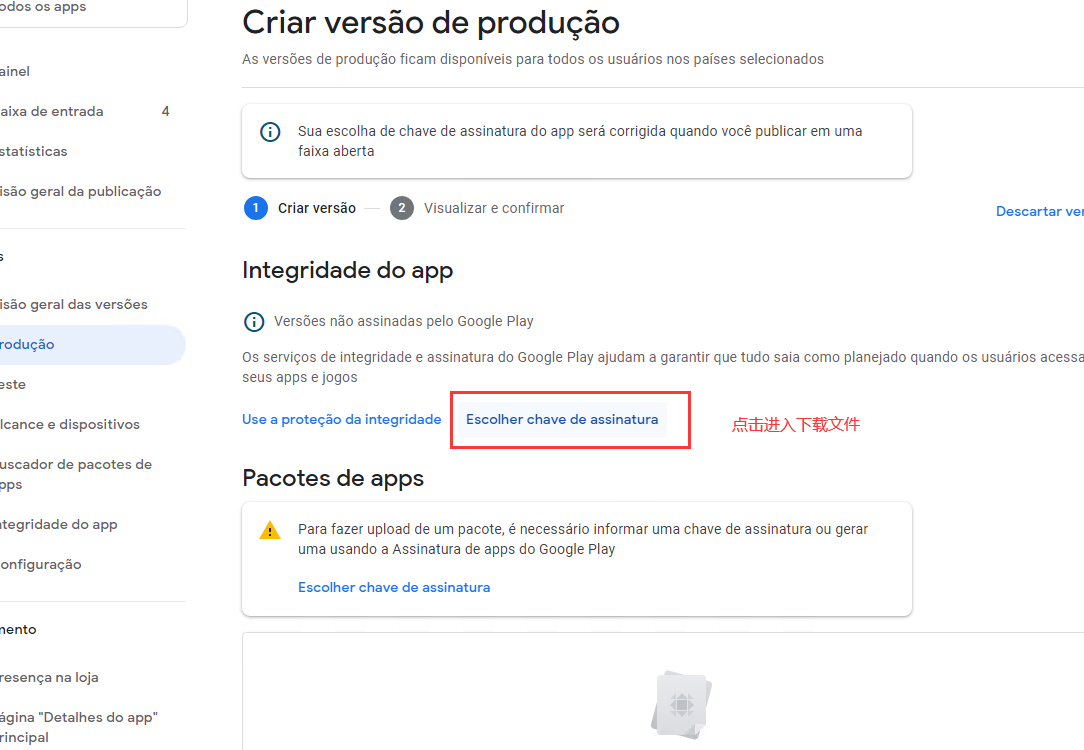 odos os apps
Criar versão de produção
As versões de produção ficam disponíveis para todos os usuários nos países selecionados
ainel
aixa de entrada 4
statísticas
isão geral da publicação
Sua escolha de chave de assinatura do app será corrigida quando você publicar em uma
faixa aberta
1 Criar versão 2 Visualizar e confirmar
Descartar ver
s
isão geral das versões
rodução
este
lcance e dispositivos
uscador de pacotes de
pps
ntegridade do app
onfiguração
mento
resença na loja
ágina "Detalhes do app"
rincipal
Integridade do app
Versões não assinadas pelo Google Play
Os serviços de integridade e assinatura do Google Play ajudam a garantir que tudo saia como planejado quando os usuários acessa
seus apps e jogos
Use a proteção da integridade Escolher chave de assinatura 点击进入下载文件
Pacotes de apps
Para fazer upload de um pacote, é necessário informar uma chave de assinatura ou gerar
uma usando a Assinatura de apps do Google Play
Escolher chave de assinatura